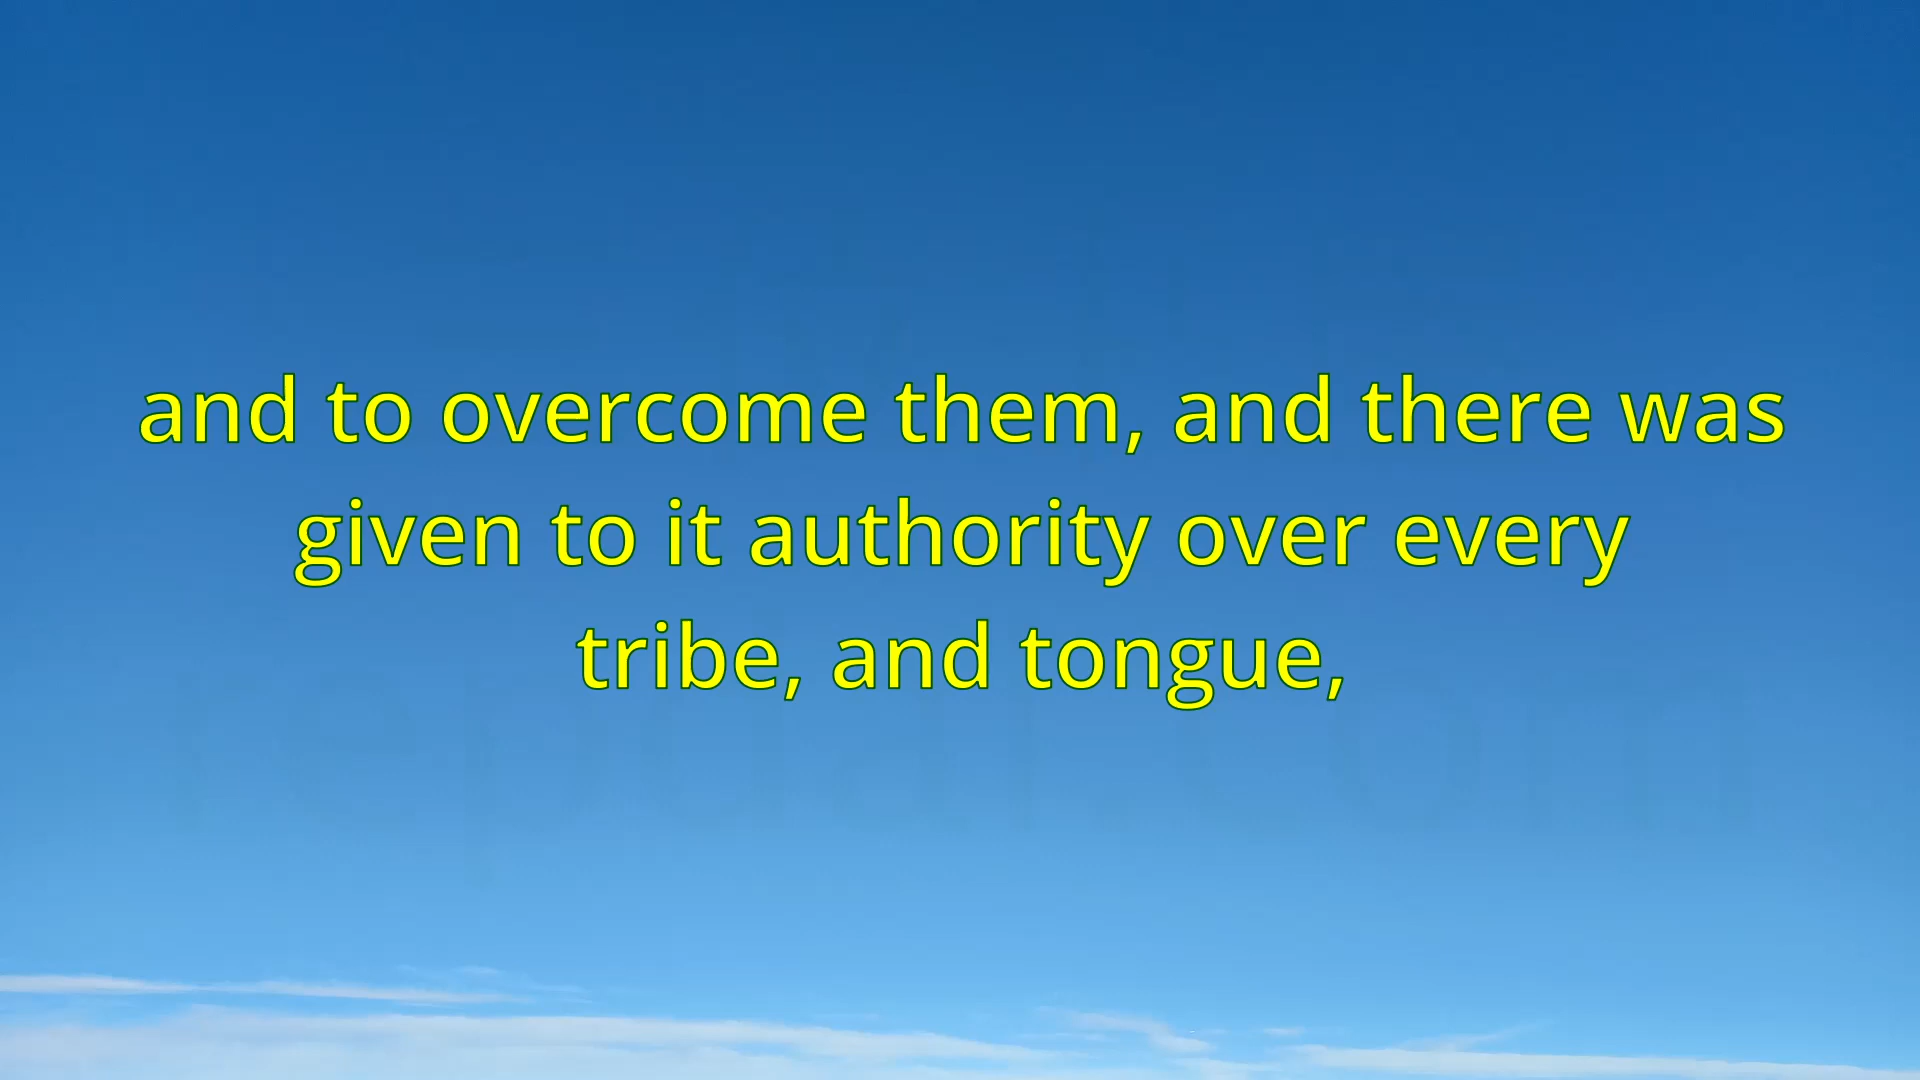 and to overcome them, and there was
given to it authority over every
tribe, and tongue,